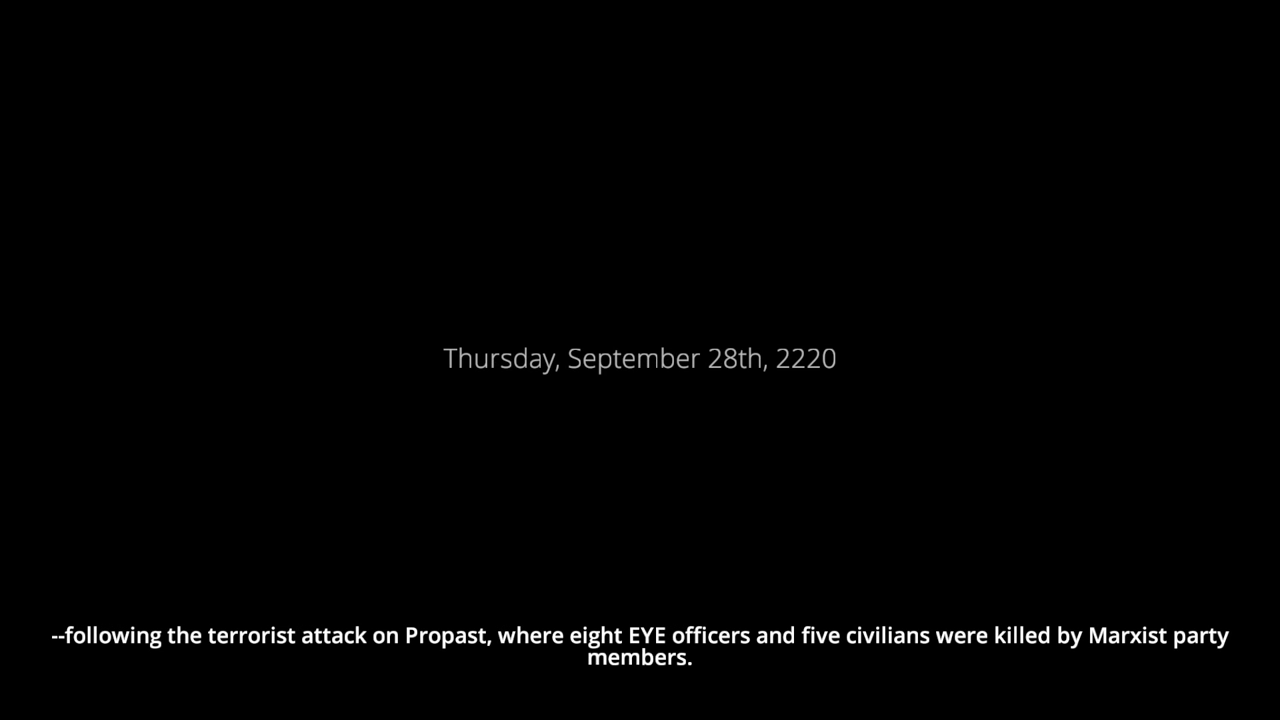 Thursday, September 28th, 2220
--following the terrorist attack on Propast, where eight EYE officers and five civilians were killed by Marxist party
members.